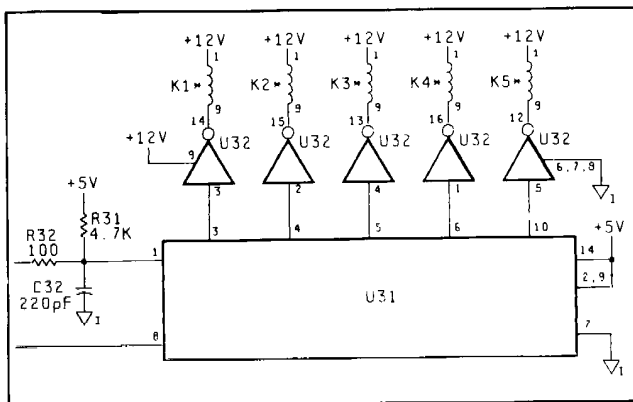 +12V +12V +12V +12V +12V
1 1 1 1 1
K1* K2* K3* K4* K5*
9 9 9 9 9
14 15 13 16 12
U32 U32 U32 U32 U32
+12V 9 6,7,8
3 2 4 1 5 I
+5V +5V
R31
4.7K
R32
100
3 4 5 6 10
1 14
C32
220pF
2,9
U31
I
8 7
I